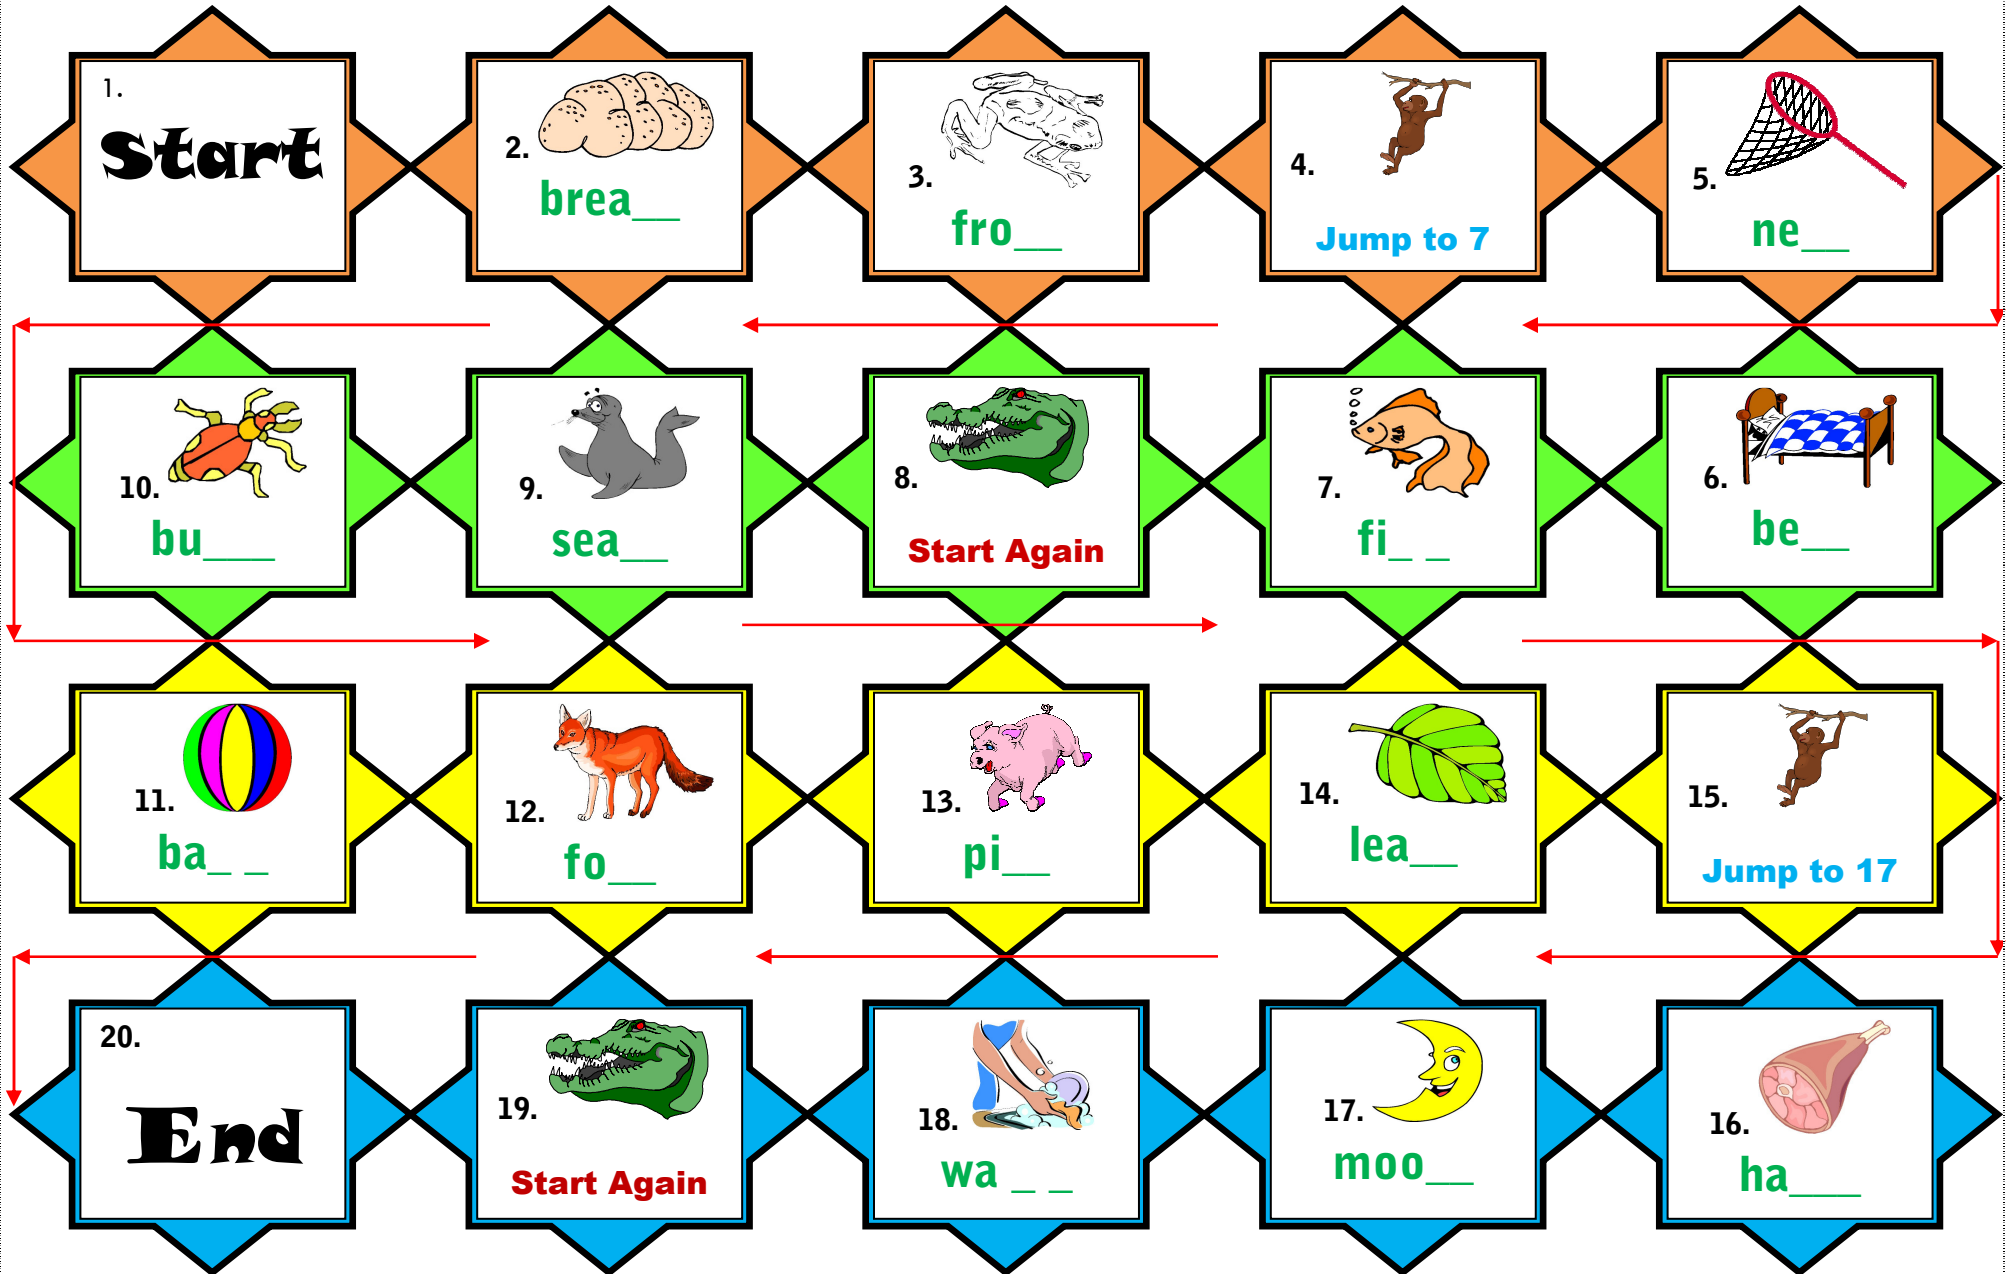 1.
Start
2.
brea__
3.
fro__
4.
Jump to 7
5.
ne__
10.
bu___
9.
sea__
8.
Start Again
7.
fi_ _
6.
be__
11.
ba_ _
12.
fo__
13.
pi__
14.
lea__
15.
Jump to 17
20.
End
19.
Start Again
18.
wa _ _
17.
moo__
16.
ha___